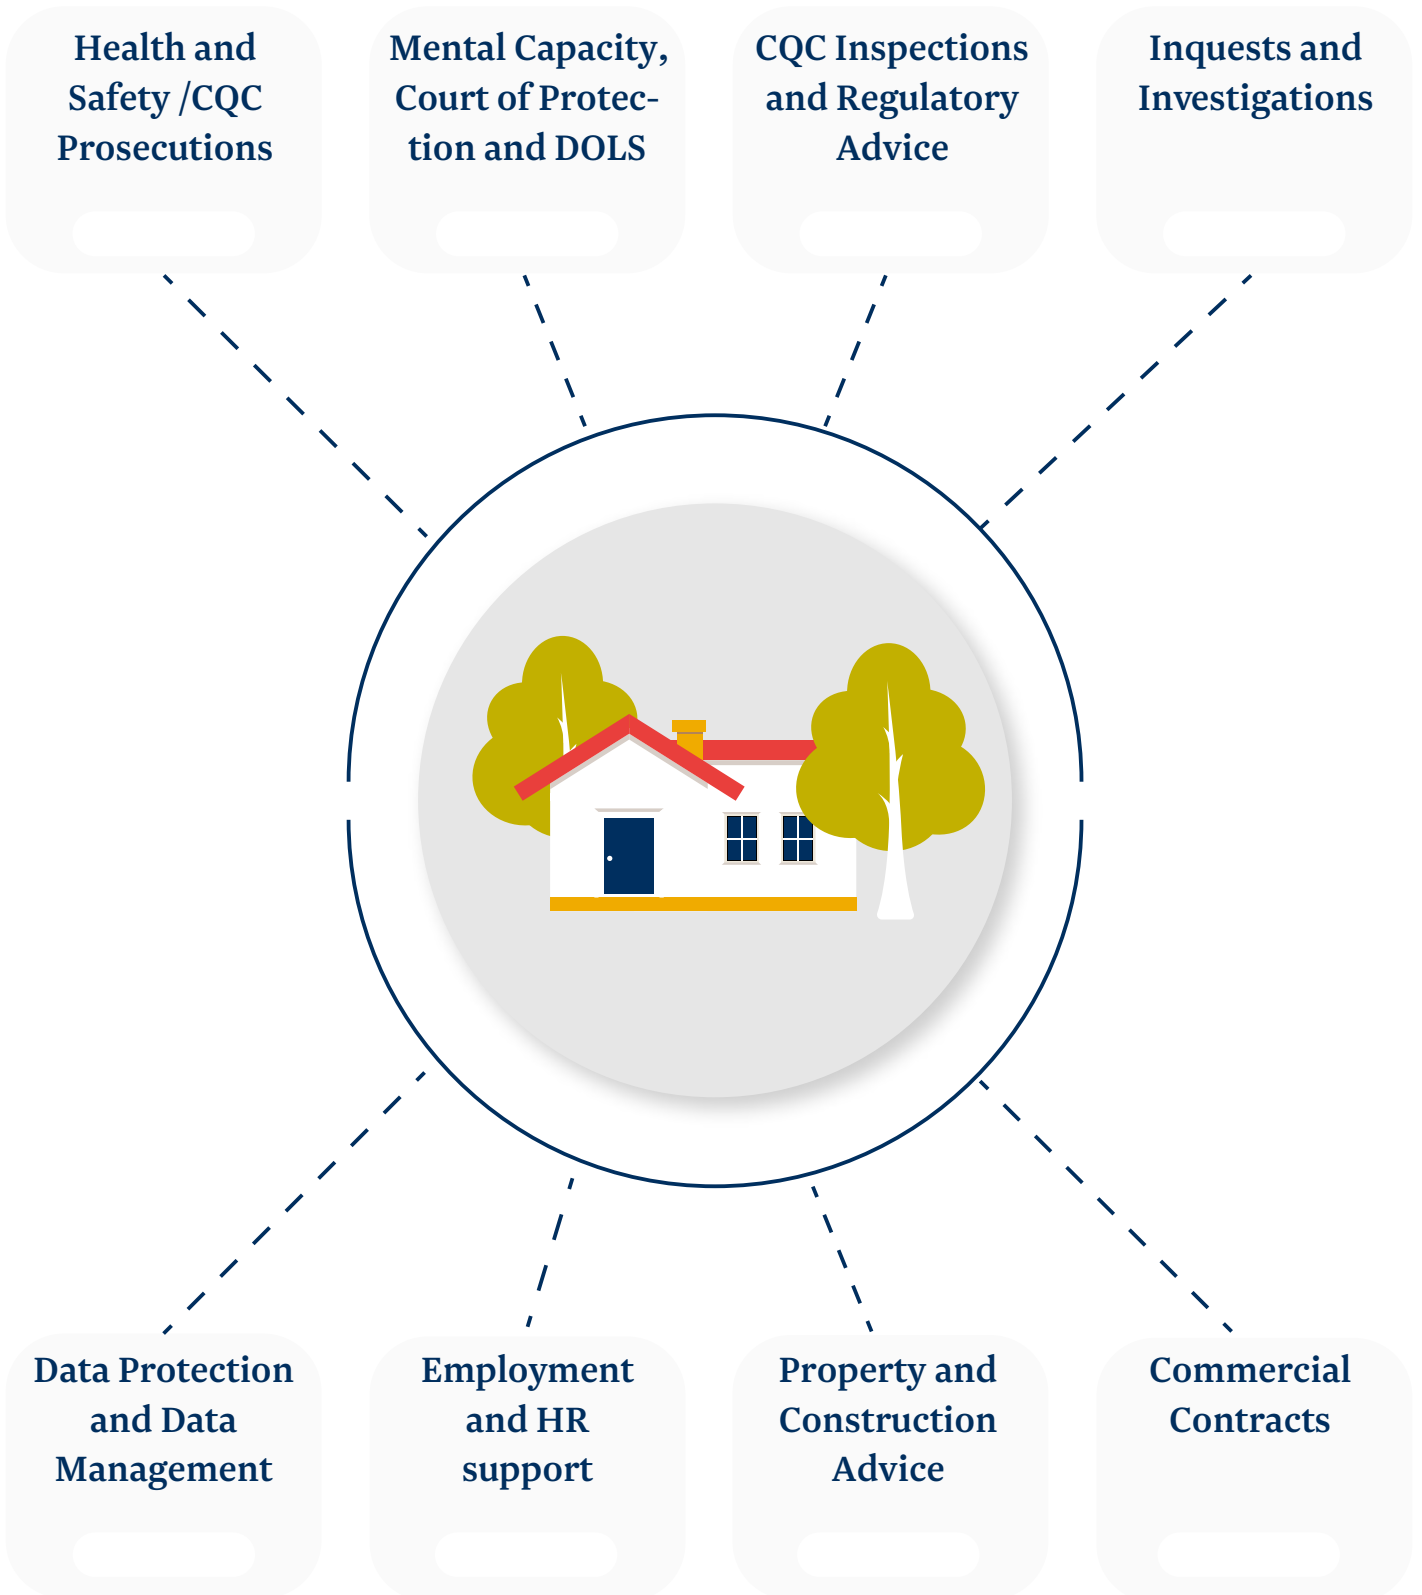 Health and
Safety /CQC
Prosecutions
Mental Capacity,
Court of Protec-
tion and DOLS
CQC Inspections
and Regulatory
Advice
Inquests and
Investigations
Data Protection
and Data
Management
Employment
and HR
support
Property and
Construction
Advice
Commercial
Contracts